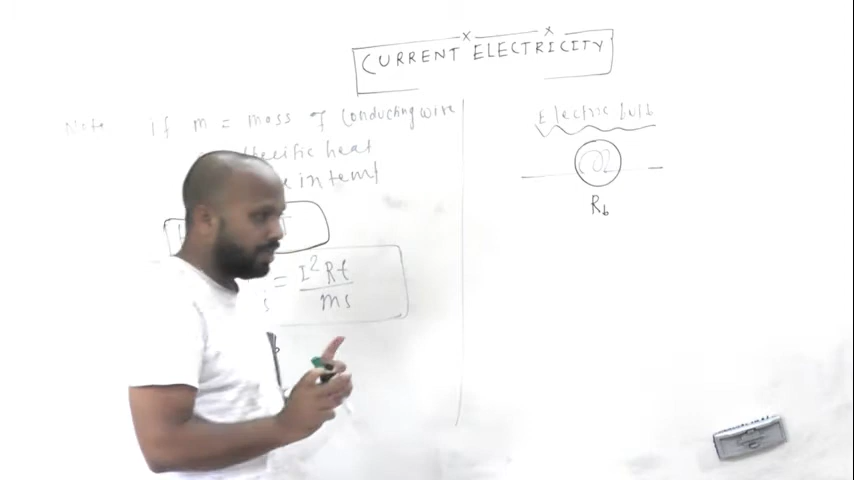 CURRENT ELECTRICITY
Note if m = mass of conducting wire
specific heat
in temp
= I²Rt
ms
Electric bulb
R_b